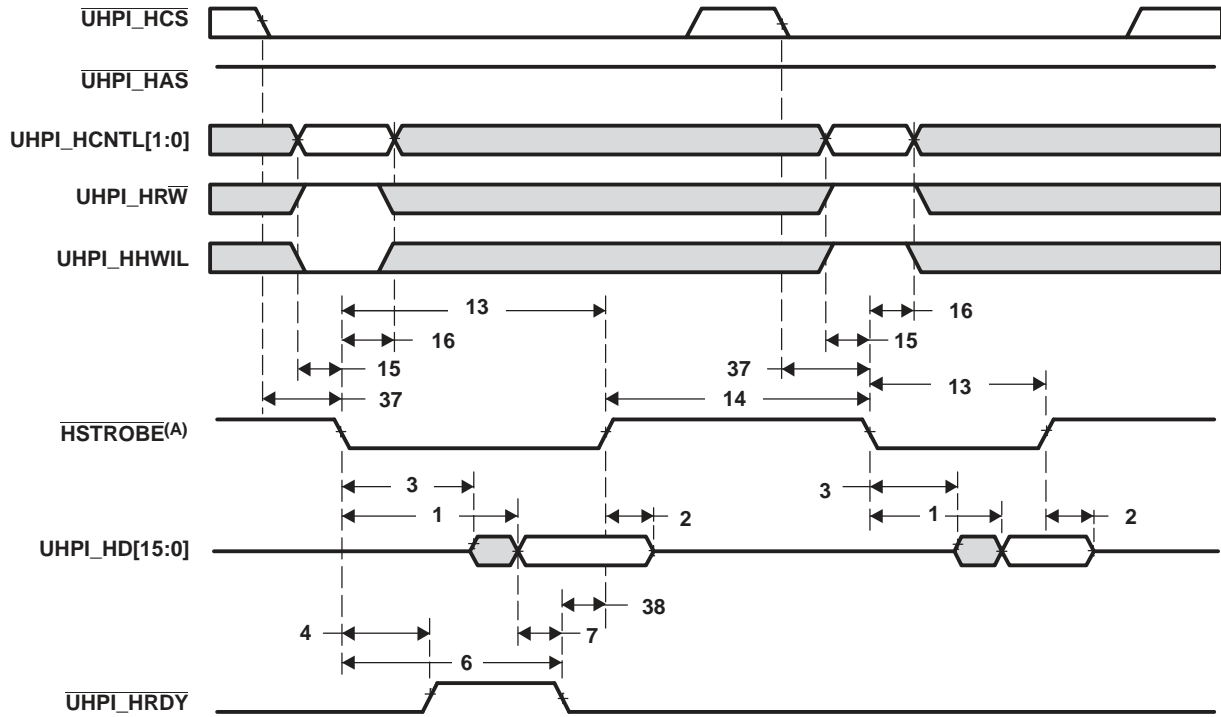 UHPI_HCS
UHPI_HAS
UHPI_HCNTL[1:0]
UHPI_HRW
UHPI_HHWIL
13
16
16
15
15
37
37
13
14
HSTROBE(A)
3
3
1
1
2
2
UHPI_HD[15:0]
38
4
7
6
UHPI_HRDY